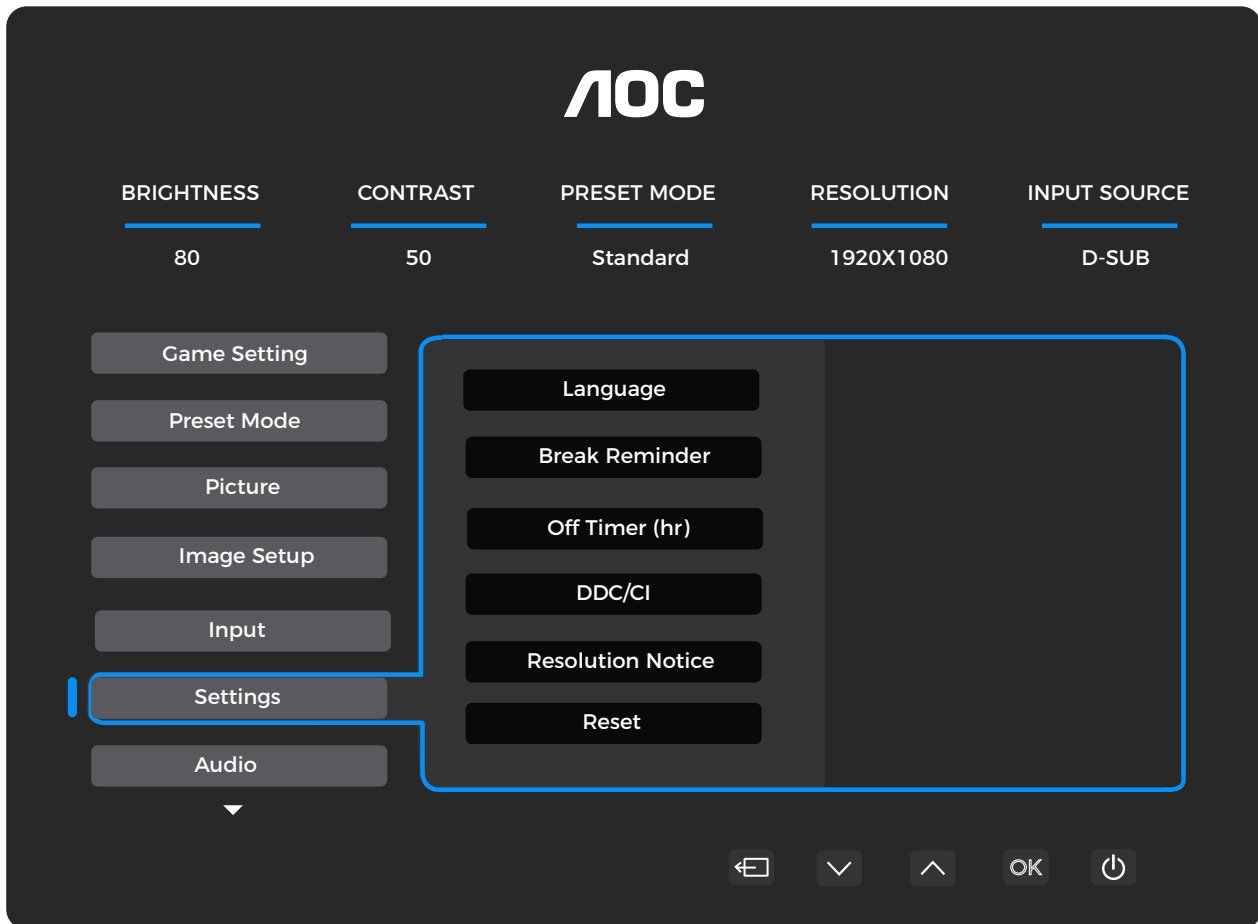 AOC
BRIGHTNESS CONTRAST PRESET MODE RESOLUTION INPUT SOURCE
80 50 Standard 1920X1080 D-SUB
Game Setting
Preset Mode
Picture
Image Setup
Input
Settings
Audio
Language
Break Reminder
Off Timer (hr)
DDC/CI
Resolution Notice
Reset
OK